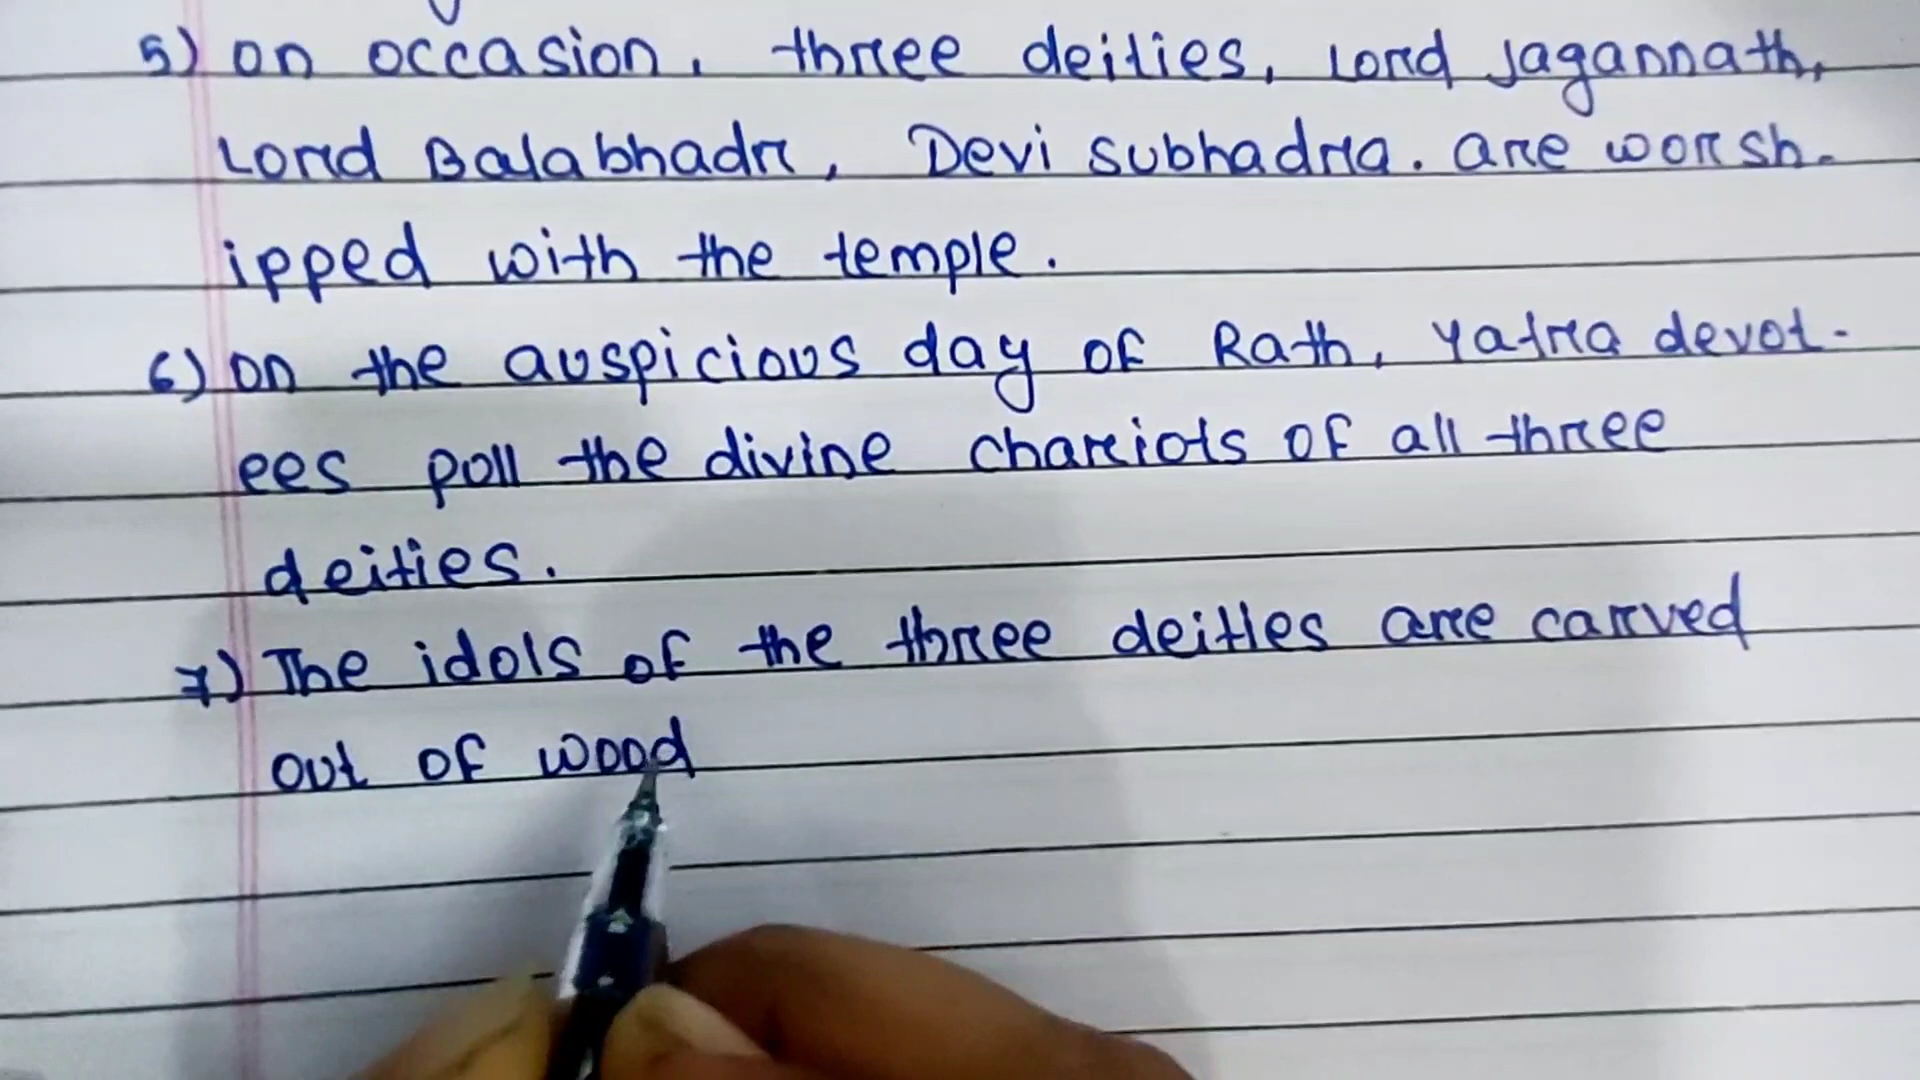 5) on occasion, three deities, Lord Jagannath,
Lord Balabhadr, Devi subhadra. are worsh-
ipped with the temple.
6) on the auspicious day of Rath, Yatra devot-
ees poll the divine chariots of all three
deities.
7) The idols of the three deities are carved
out of wood